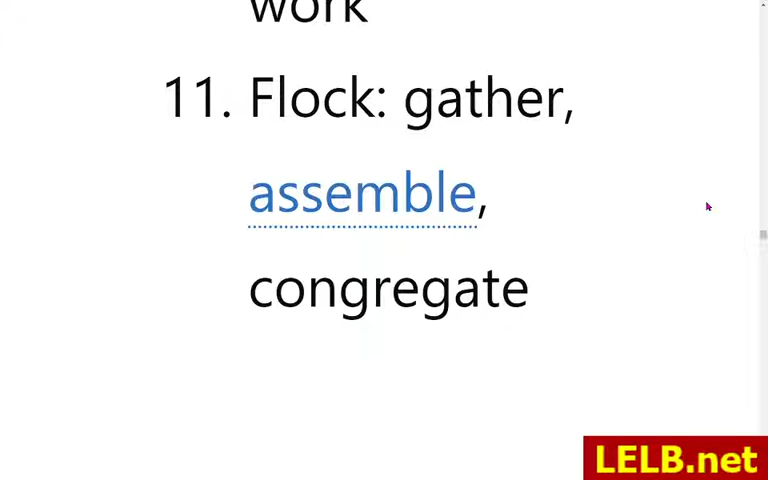 work
11. Flock: gather,
assemble,
congregate
LELB.net